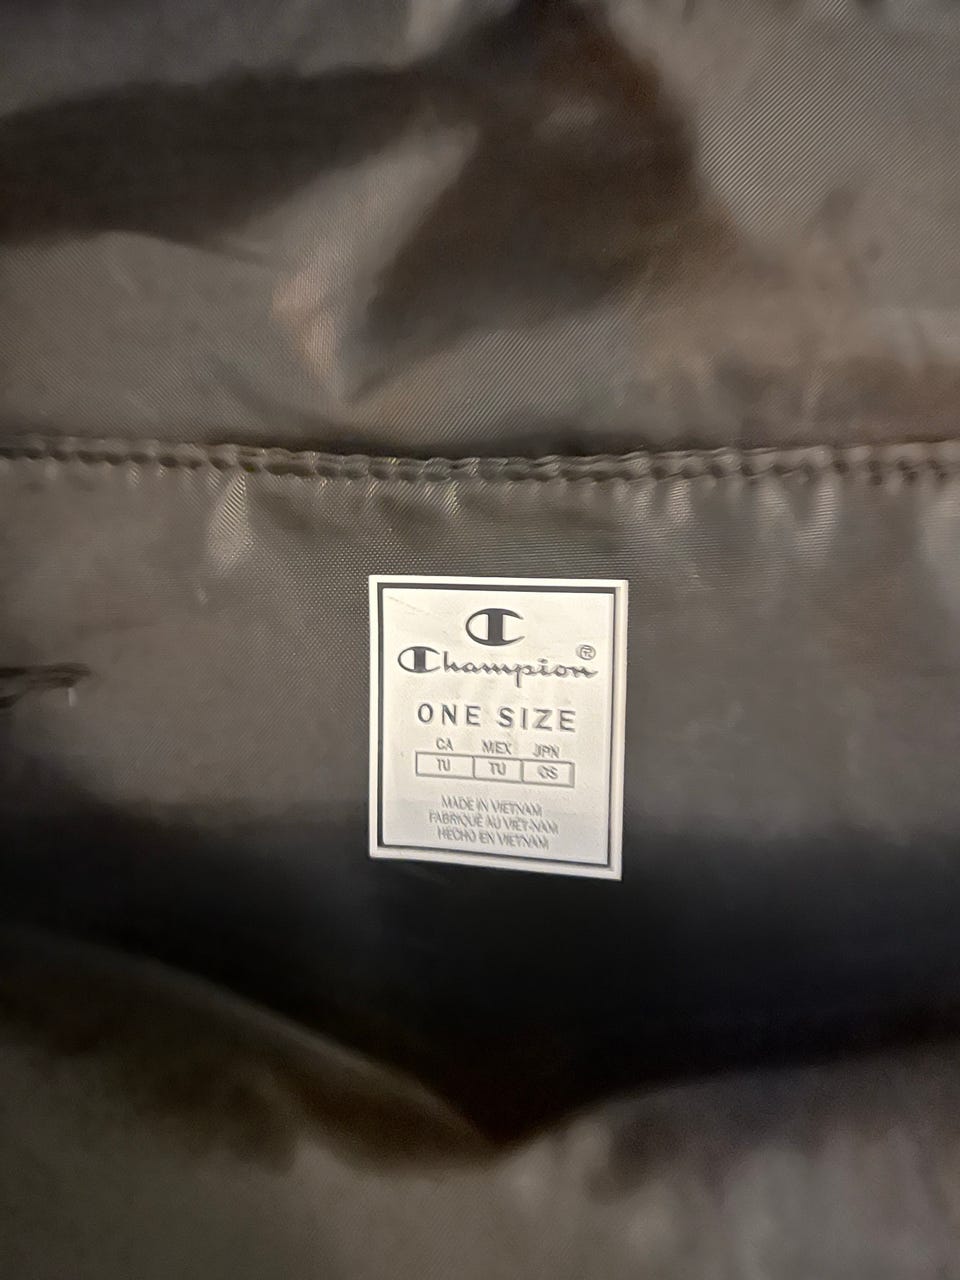 Champion®
ONE SIZE
CA MEX JPN
TU TU OS
MADE IN VIETNAM
FABRIQUÉ AU VIET-NAM
HECHO EN VIETNAM